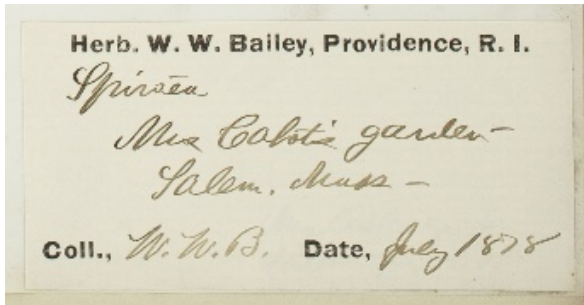 Herb. W. W. Bailey, Providence, R. I.
Spiraea
Mrs Cabot's garden -
Salem. Mass -
Coll., W. W. B. Date, July 1878